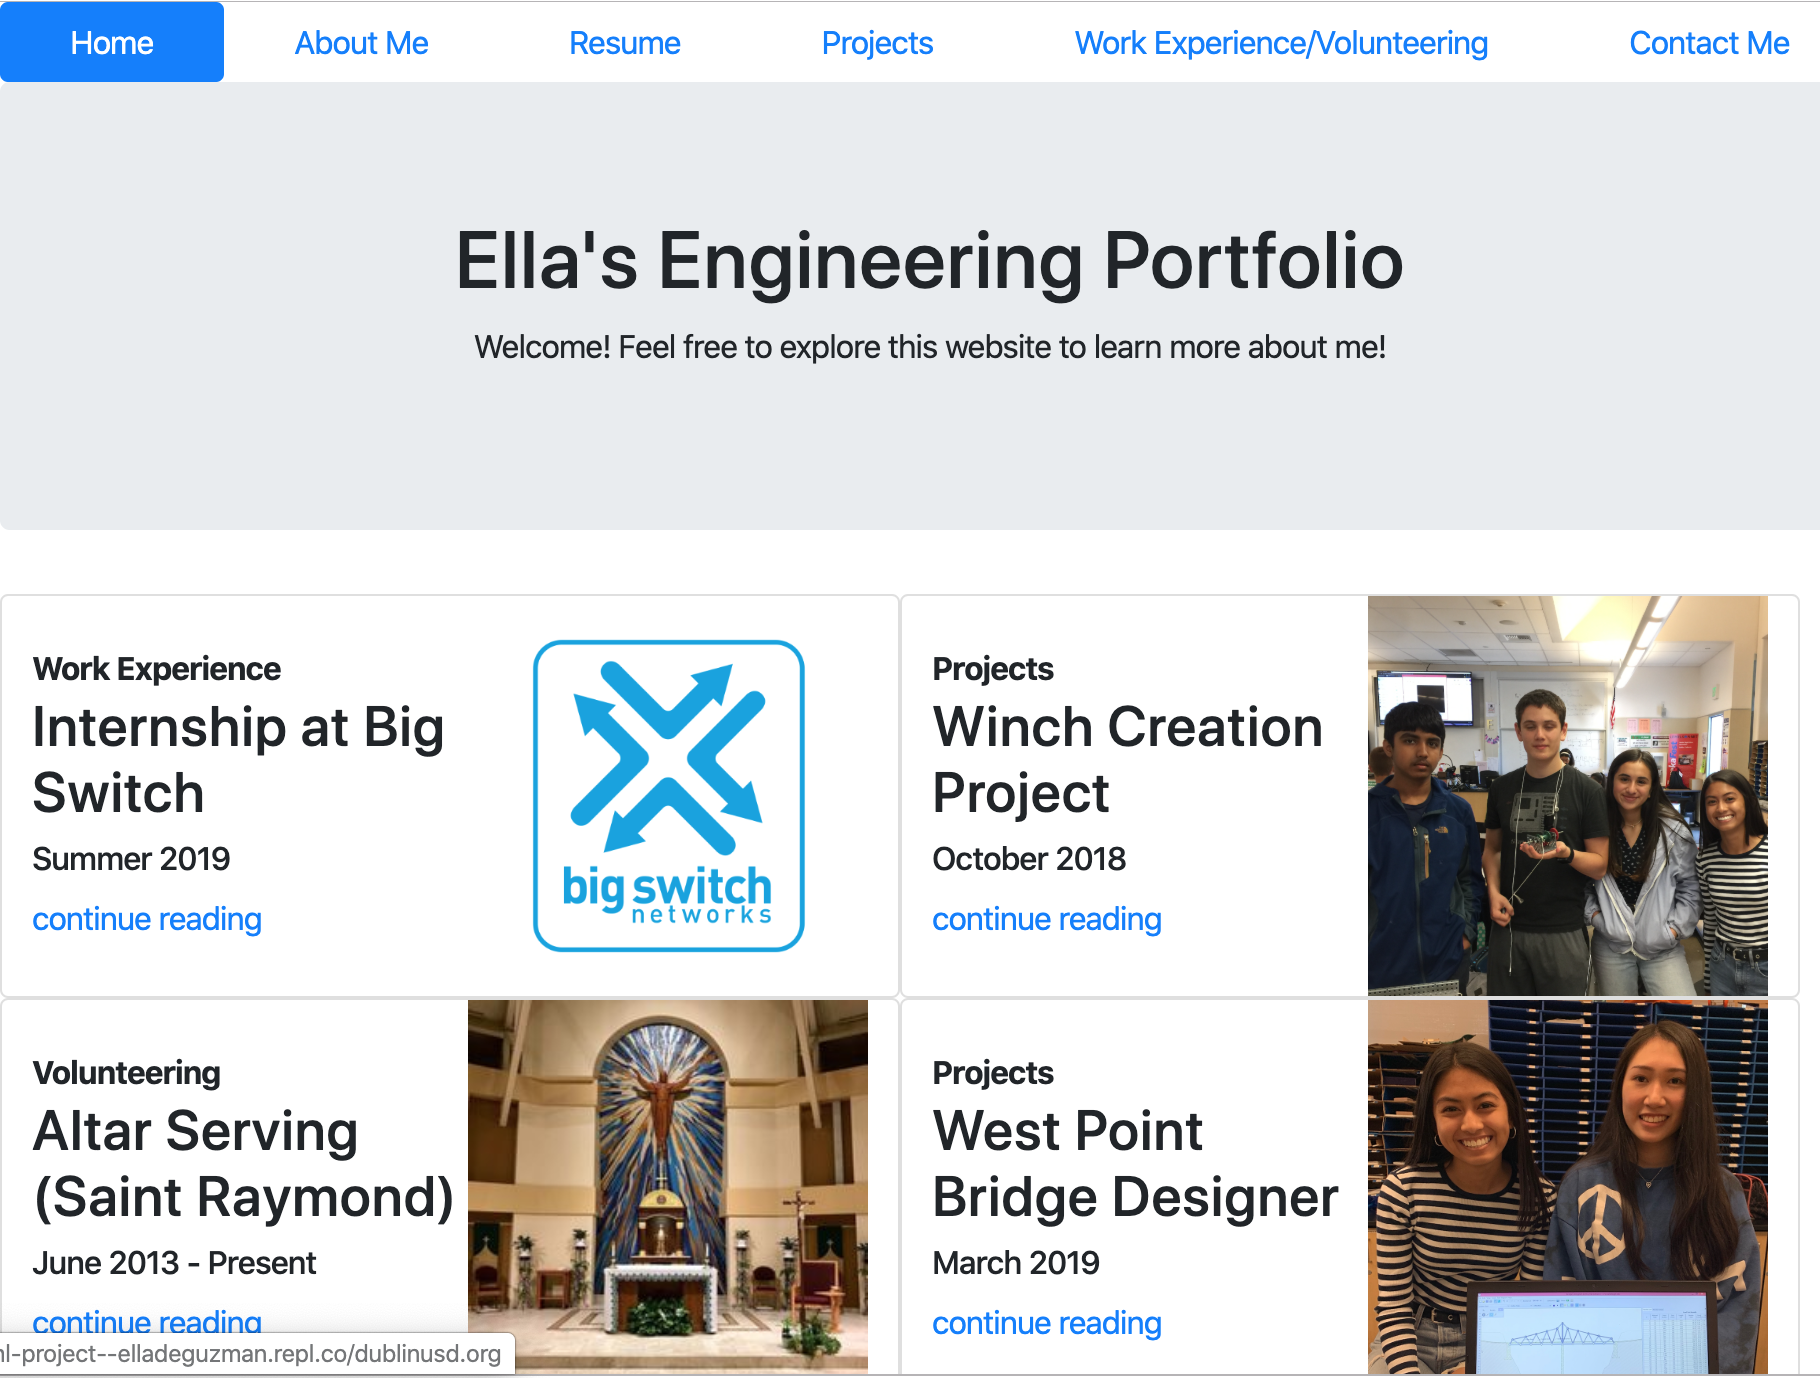 Home About Me Resume Projects Work Experience/Volunteering Contact Me
Ella's Engineering Portfolio
Welcome! Feel free to explore this website to learn more about me!
Work Experience
Internship at Big
Switch
Summer 2019
continue reading
big switch
networks
Projects
Winch Creation
Project
October 2018
continue reading
Volunteering
Altar Serving
(Saint Raymond)
June 2013 - Present
continue reading
Projects
West Point
Bridge Designer
March 2019
continue reading
l-project--elladeguzman.repl.co/dublinusd.org